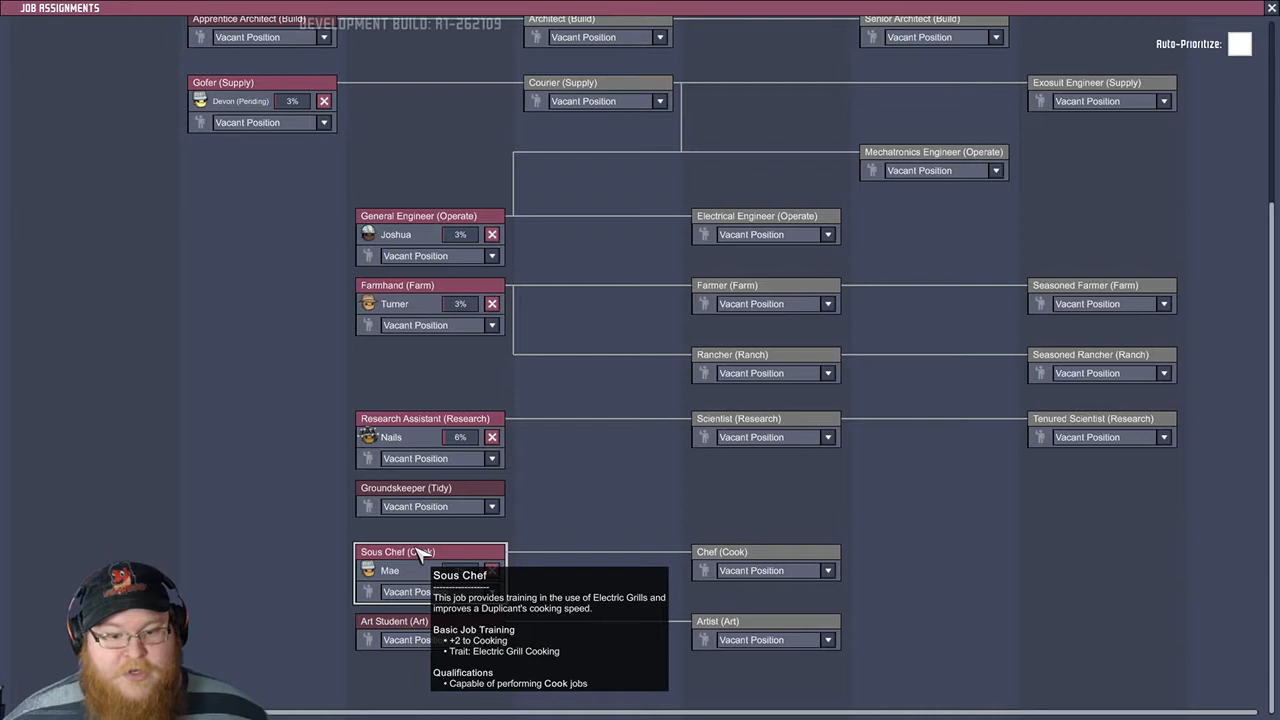 JOB ASSIGNMENTS
Apprentice Architect (Build)
Architect (Build)
Senior Architect (Build)
DEVELOPMENT BUILD: R1-262109
Vacant Position
Vacant Position
Vacant Position
Auto-Prioritize:
Gofer (Supply)
Courier (Supply)
Exosuit Engineer (Supply)
Devon (Pending) 3%
Vacant Position
Vacant Position
Vacant Position
Mechatronics Engineer (Operate)
Vacant Position
General Engineer (Operate)
Electrical Engineer (Operate)
Joshua 3%
Vacant Position
Vacant Position
Farmhand (Farm)
Farmer (Farm)
Seasoned Farmer (Farm)
Turner 3%
Vacant Position
Vacant Position
Vacant Position
Rancher (Ranch)
Seasoned Rancher (Ranch)
Vacant Position
Vacant Position
Research Assistant (Research)
Scientist (Research)
Tenured Scientist (Research)
Nails 6%
Vacant Position
Vacant Position
Vacant Position
Groundskeeper (Tidy)
Vacant Position
Sous Chef (Cook)
Chef (Cook)
Mae
Vacant Position
Vacant Pos
Sous Chef
This job provides training in the use of Electric Grills and
improves a Duplicant's cooking speed.
Basic Job Training
• +2 to Cooking
• Trait: Electric Grill Cooking
Qualifications
• Capable of performing Cook jobs
Art Student (Art)
Artist (Art)
Vacant Positi
Vacant Position